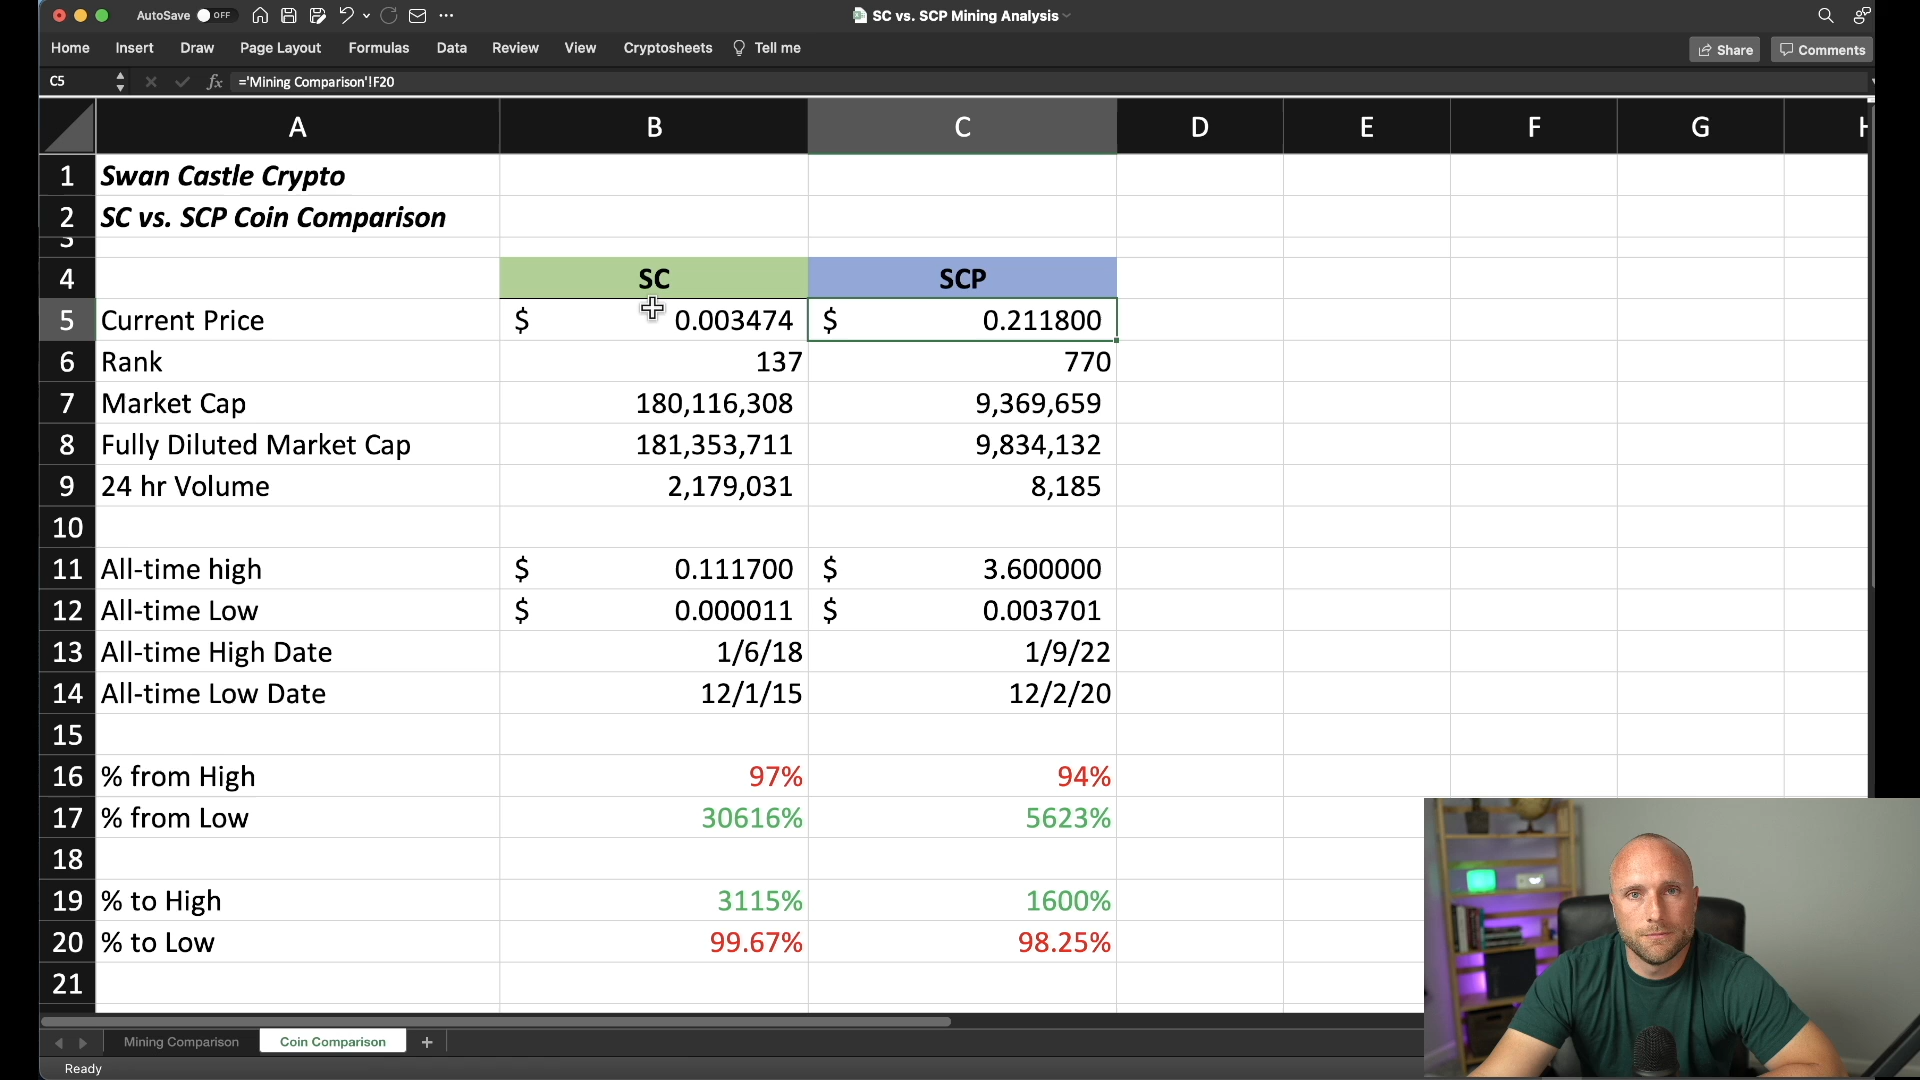 AutoSave OFF SC vs. SCP Mining Analysis
Home Insert Draw Page Layout Formulas Data Review View Cryptosheets Tell me Share Comments
C5 fx ='Mining Comparison'!F20
A B C D E F G H
1 Swan Castle Crypto
2 SC vs. SCP Coin Comparison
3
4 SC SCP
5 Current Price $ 0.003474 $ 0.211800
6 Rank 137 770
7 Market Cap 180,116,308 9,369,659
8 Fully Diluted Market Cap 181,353,711 9,834,132
9 24 hr Volume 2,179,031 8,185
10
11 All-time high $ 0.111700 $ 3.600000
12 All-time Low $ 0.000011 $ 0.003701
13 All-time High Date 1/6/18 1/9/22
14 All-time Low Date 12/1/15 12/2/20
15
16 % from High 97% 94%
17 % from Low 30616% 5623%
18
19 % to High 3115% 1600%
20 % to Low 99.67% 98.25%
21
Mining Comparison Coin Comparison +
Ready